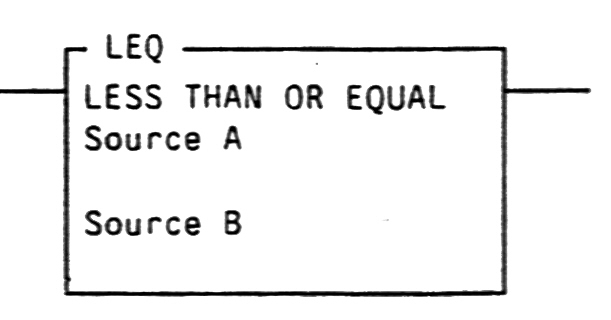 LEQ
LESS THAN OR EQUAL
Source A
Source B